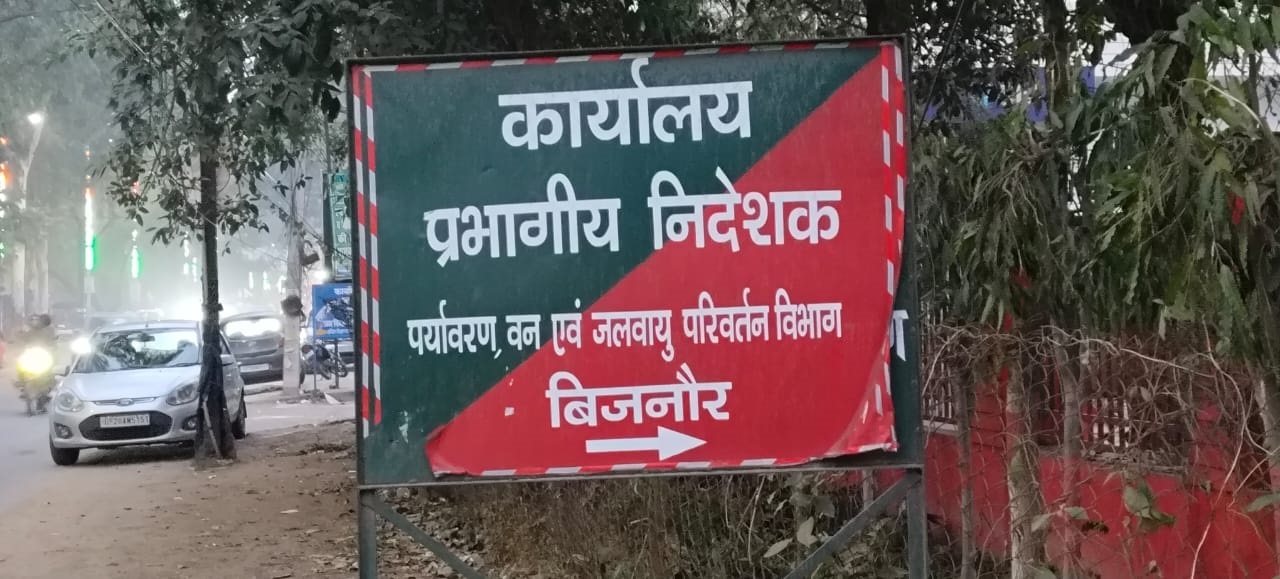 कार्यालय
प्रभागीय निदेशक
पर्यावरण, वन एवं जलवायु परिवर्तन विभाग
बिजनौर